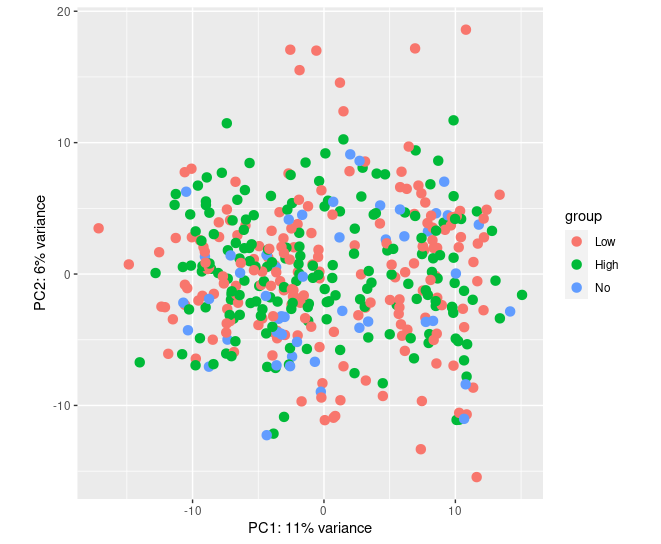 20
10
0
-10
PC2: 6% variance
-10
0
10
PC1: 11% variance
group
Low
High
No